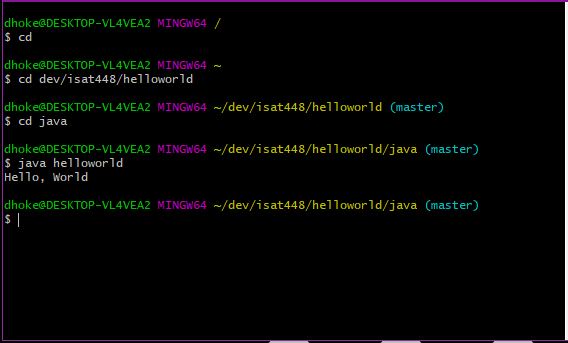 dhoke@DESKTOP-VL4VEA2 MINGW64 /
$ cd
dhoke@DESKTOP-VL4VEA2 MINGW64 ~
$ cd dev/isat448/helloworld
dhoke@DESKTOP-VL4VEA2 MINGW64 ~/dev/isat448/helloworld (master)
$ cd java
dhoke@DESKTOP-VL4VEA2 MINGW64 ~/dev/isat448/helloworld/java (master)
$ java helloworld
Hello, World
dhoke@DESKTOP-VL4VEA2 MINGW64 ~/dev/isat448/helloworld/java (master)
$